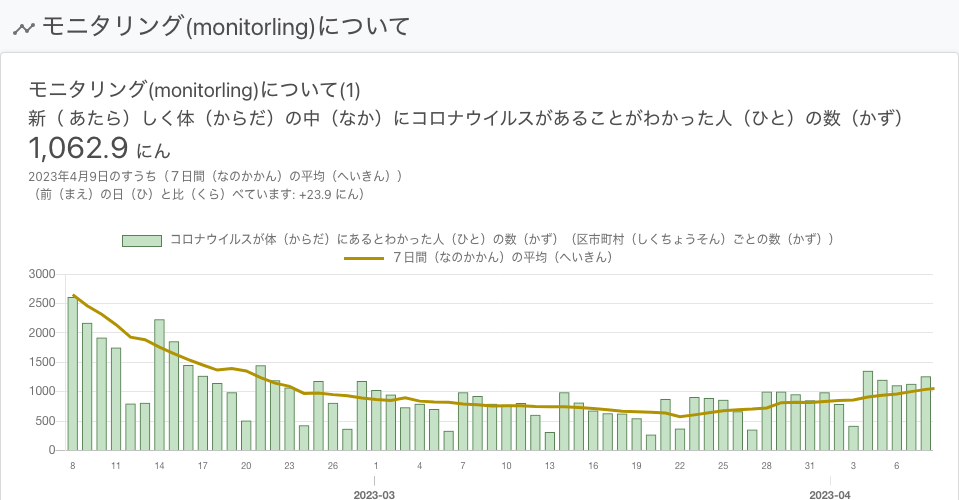 モニタリング(monitorling)について
モニタリング(monitorling)について(1)
新（ あたら）しく体（からだ）の中（なか）にコロナウイルスがあることがわかった人（ひと）の数（かず）
1,062.9 にん
2023年4月9日のすうち（７日間（なのかかん）の平均（へいきん））
（前（まえ）の日（ひ）と比（くら）べています: +23.9 にん）
コロナウイルスが体（からだ）にあるとわかった人（ひと）の数（かず）（区市町村（しくちょうそん）ごとの数（かず））
７日間（なのかかん）の平均（へいきん）
3000
2500
2000
1500
1000
500
0
8 11 14 17 20 23 26 1 4 7 10 13 16 19 22 25 28 31 3 6
2023-03 2023-04